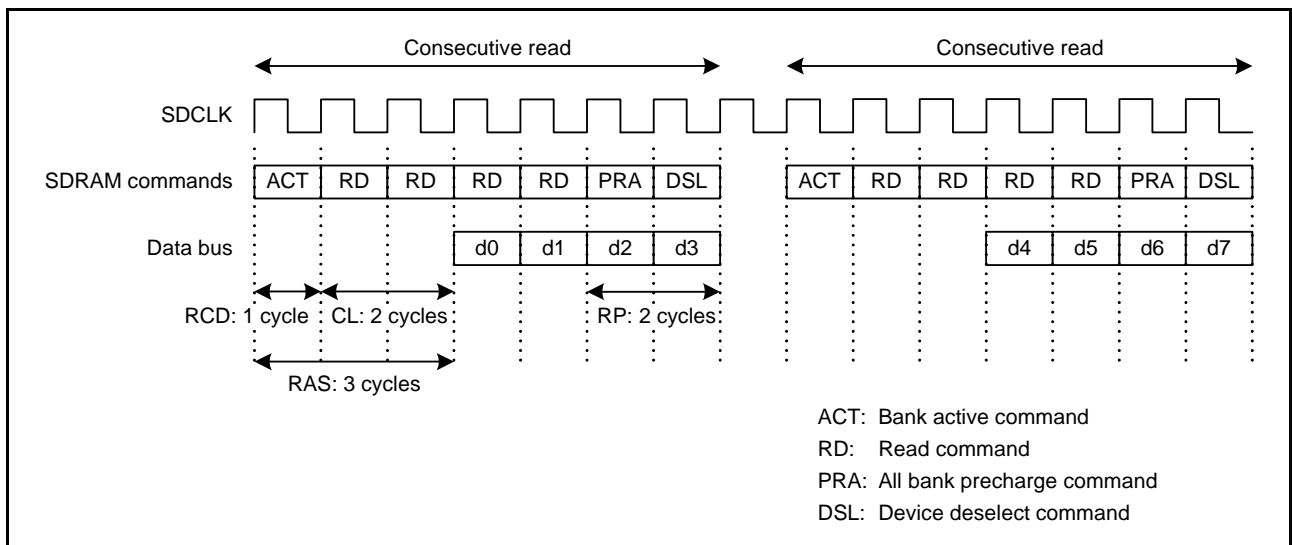 Consecutive read Consecutive read
SDCLK
SDRAM commands ACT RD RD RD RD PRA DSL ACT RD RD RD RD PRA DSL
Data bus d0 d1 d2 d3 d4 d5 d6 d7
RCD: 1 cycle CL: 2 cycles RP: 2 cycles
RAS: 3 cycles
ACT: Bank active command
RD: Read command
PRA: All bank precharge command
DSL: Device deselect command